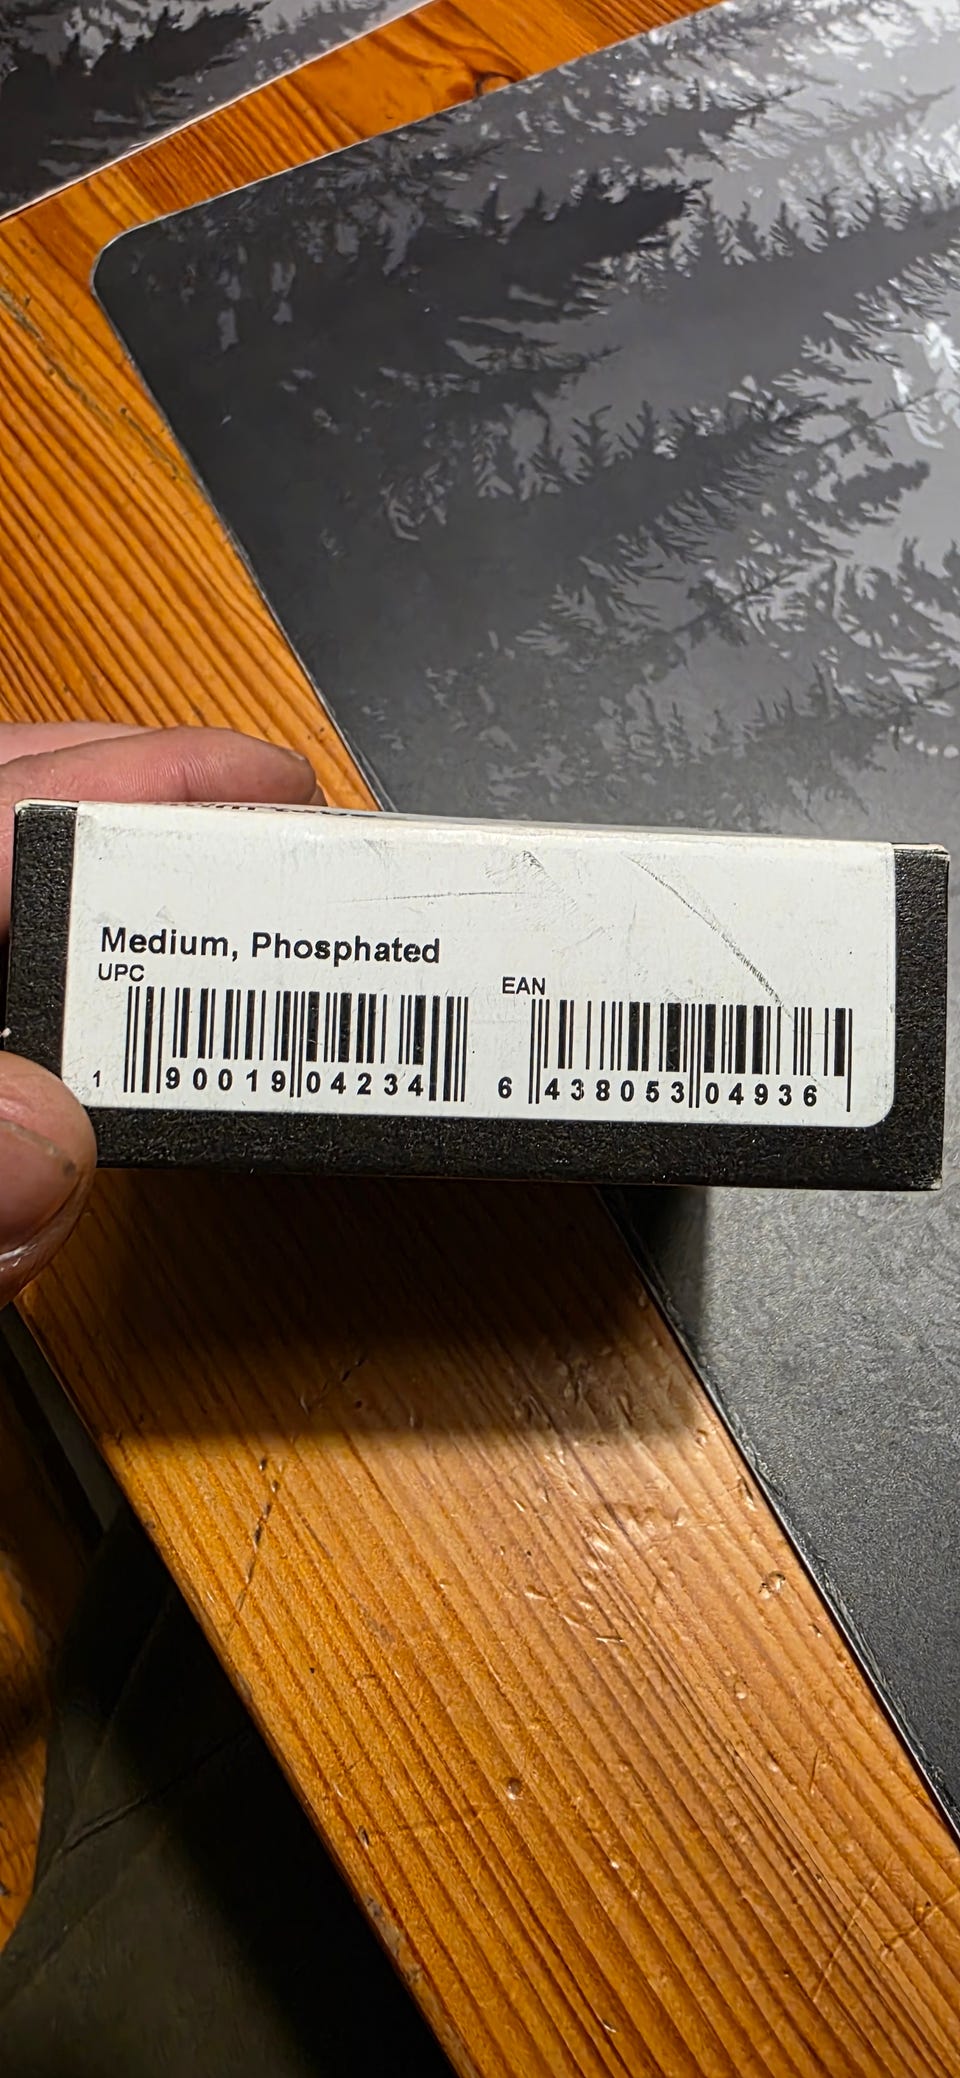 Medium, Phosphated
UPC
1 90019 04234
EAN
6 438053 04936